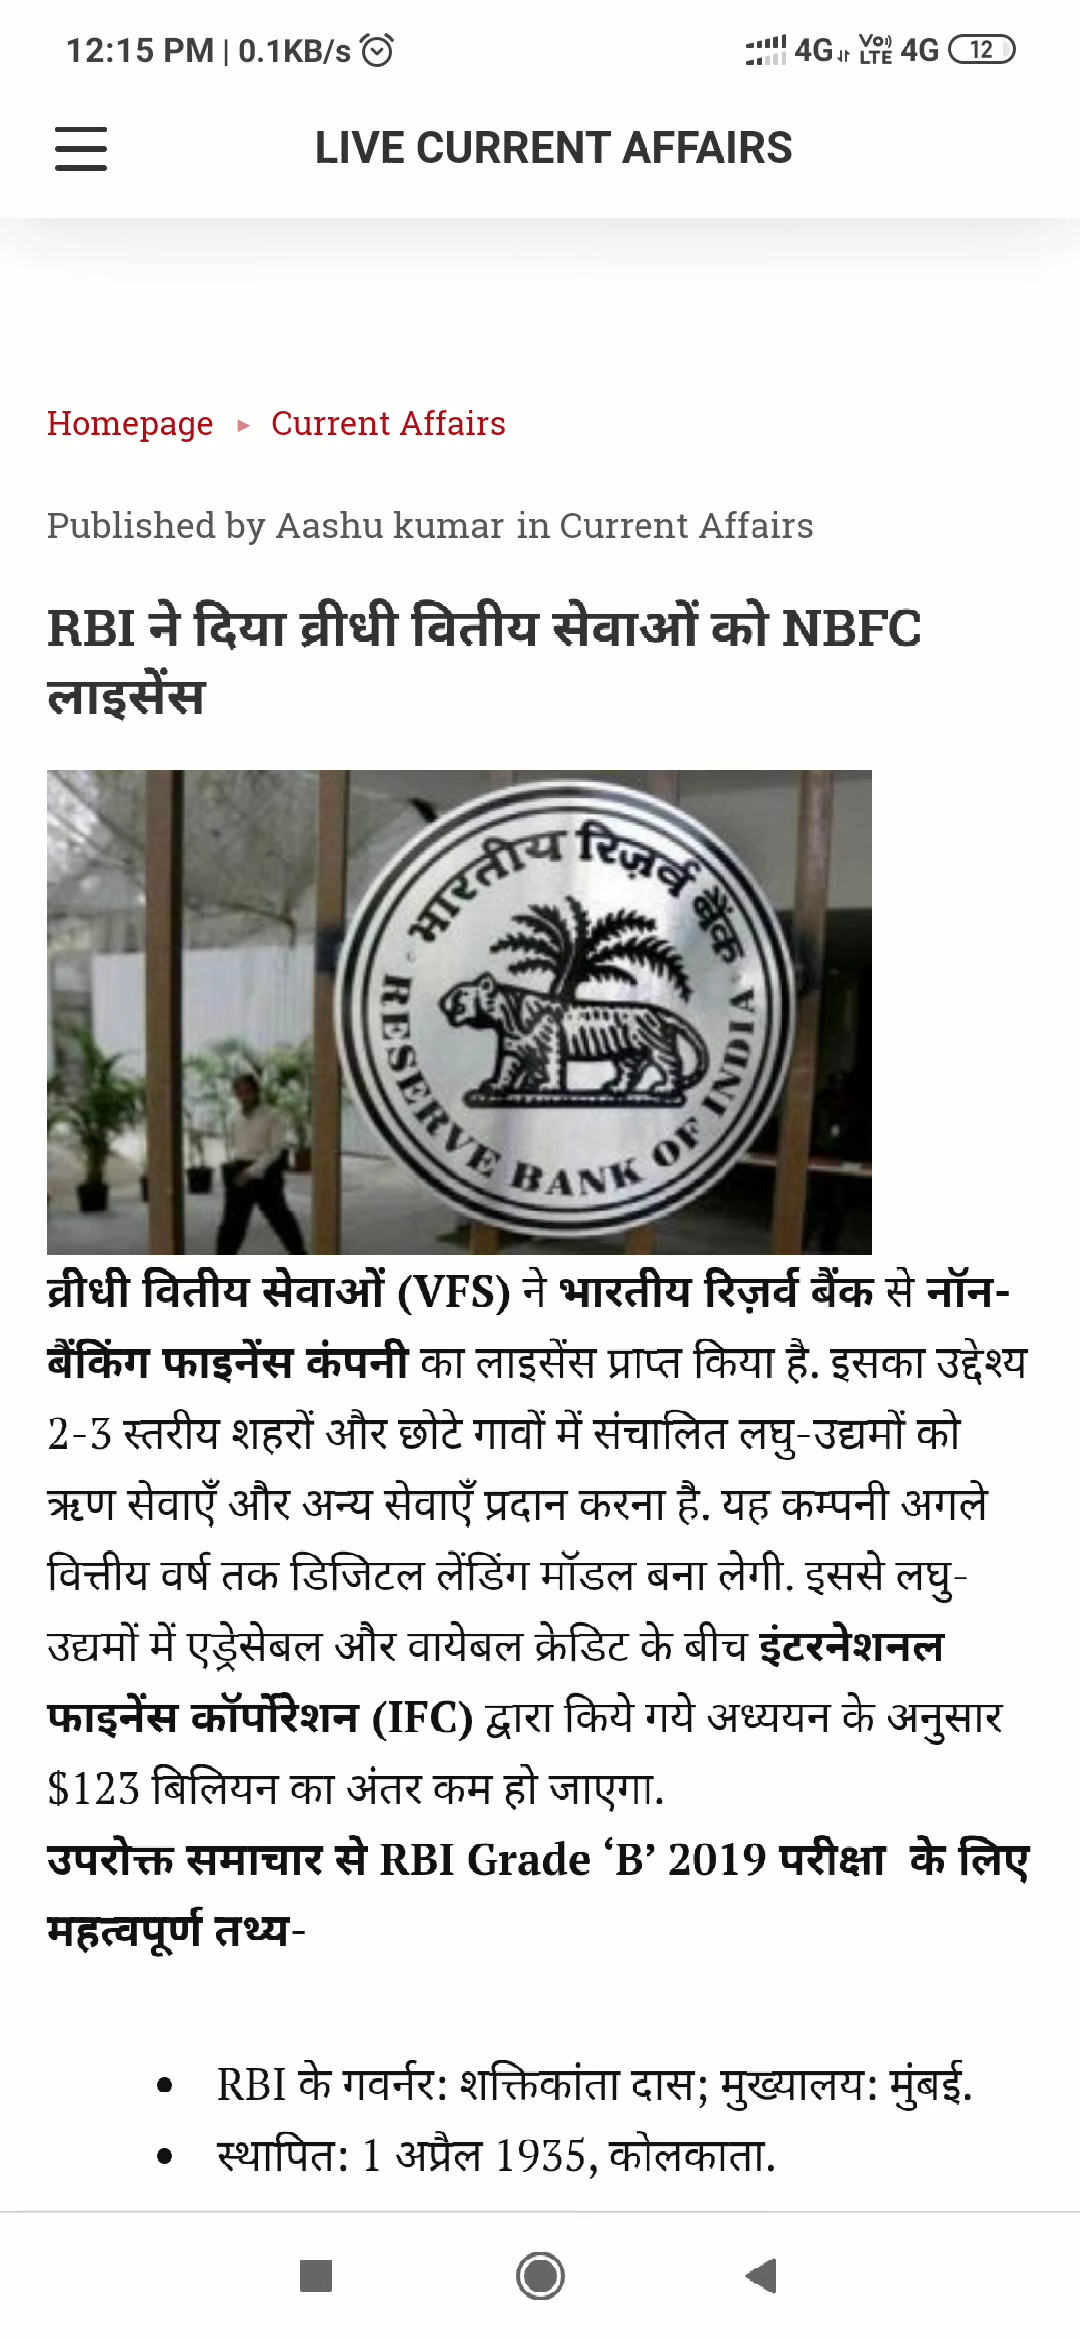 12:15 PM | 0.1KB/s
4G VoLTE 4G 12
LIVE CURRENT AFFAIRS
Homepage ▸ Current Affairs
Published by Aashu kumar in Current Affairs
RBI ने दिया व्रीधी वितीय सेवाओं को NBFC
लाइसेंस
भारतीय रिज़र्व बैंक
RESERVE BANK OF INDIA
व्रीधी वितीय सेवाओं (VFS) ने भारतीय रिज़र्व बैंक से नॉन-
बैंकिंग फाइनेंस कंपनी का लाइसेंस प्राप्त किया है. इसका उद्देश्य
2-3 स्तरीय शहरों और छोटे गावों में संचालित लघु-उद्यमों को
ऋण सेवाएँ और अन्य सेवाएँ प्रदान करना है. यह कम्पनी अगले
वित्तीय वर्ष तक डिजिटल लेंडिंग मॉडल बना लेगी. इससे लघु-
उद्यमों में एड्रेसेबल और वायेबल क्रेडिट के बीच इंटरनेशनल
फाइनेंस कॉर्पोरेशन (IFC) द्वारा किये गये अध्ययन के अनुसार
$123 बिलियन का अंतर कम हो जाएगा.
उपरोक्त समाचार से RBI Grade ‘B’ 2019 परीक्षा के लिए
महत्वपूर्ण तथ्य-
• RBI के गवर्नर: शक्तिकांता दास; मुख्यालय: मुंबई.
• स्थापित: 1 अप्रैल 1935, कोलकाता.